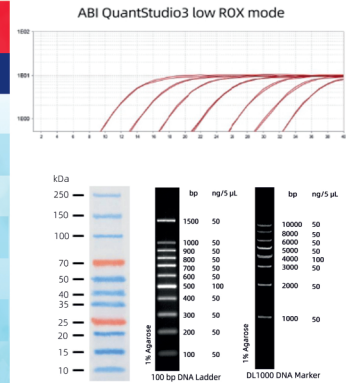 ABI QuantStudio3 low ROX mode
1E02
1E01
1E00
2 4 6 8 10 12 14 16 18 20 22 24 26 28 30 32 34 36 38 40
kDa
250
150
100
70
50
40
35
25
20
15
10
bp ng/5 µL
1500 50
1000 50
900 50
800 50
700 50
600 50
500 100
400 50
300 50
200 50
100 50
1% Agarose
100 bp DNA Ladder
bp ng/5 µL
10000 50
8000 50
6000 50
5000 50
4000 100
3000 50
2000 50
1000 50
1% Agarose
DL1000 DNA Marker